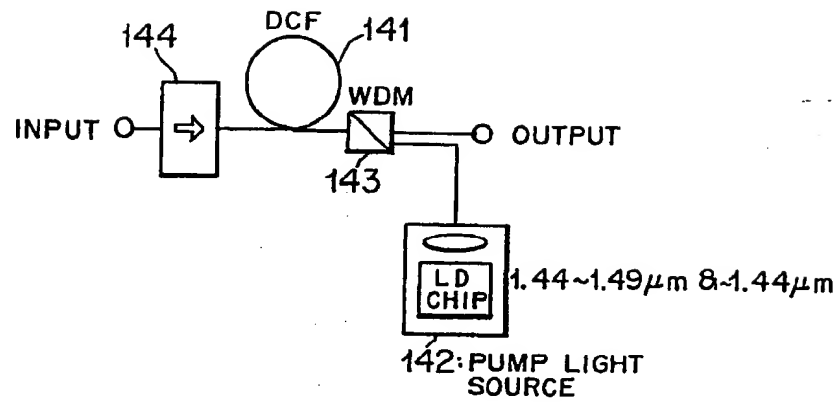 144
DCF
141
WDM
INPUT
OUTPUT
143
LD
CHIP
1.44~1.49μm &~1.44μm
142: PUMP LIGHT
SOURCE